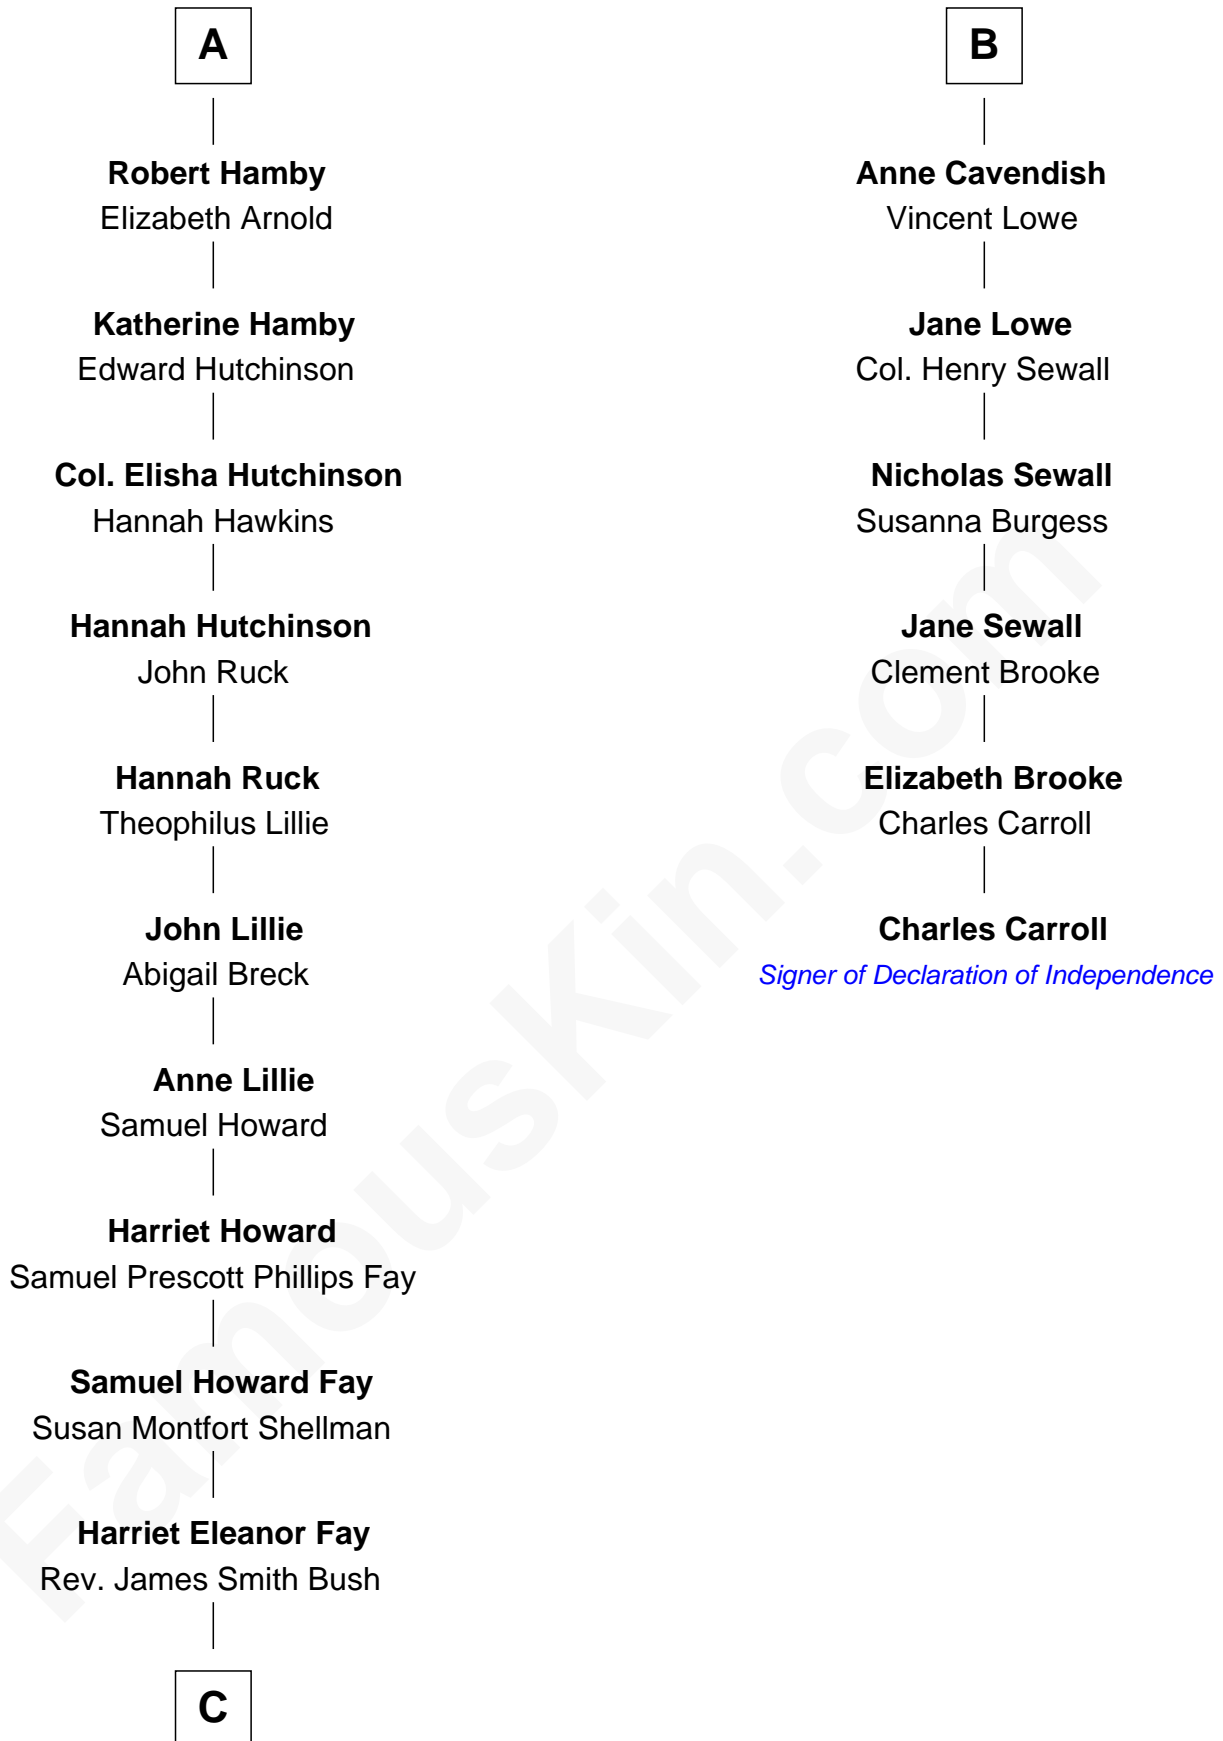 A
Robert Hamby
Elizabeth Arnold
Katherine Hamby
Edward Hutchinson
Col. Elisha Hutchinson
Hannah Hawkins
Hannah Hutchinson
John Ruck
Hannah Ruck
Theophilus Lillie
John Lillie
Abigail Breck
Anne Lillie
Samuel Howard
Harriet Howard
Samuel Prescott Phillips Fay
Samuel Howard Fay
Susan Montfort Shellman
Harriet Eleanor Fay
Rev. James Smith Bush
C
B
Anne Cavendish
Vincent Lowe
Jane Lowe
Col. Henry Sewall
Nicholas Sewall
Susanna Burgess
Jane Sewall
Clement Brooke
Elizabeth Brooke
Charles Carroll
Charles Carroll
Signer of Declaration of Independence
FamousKin.com